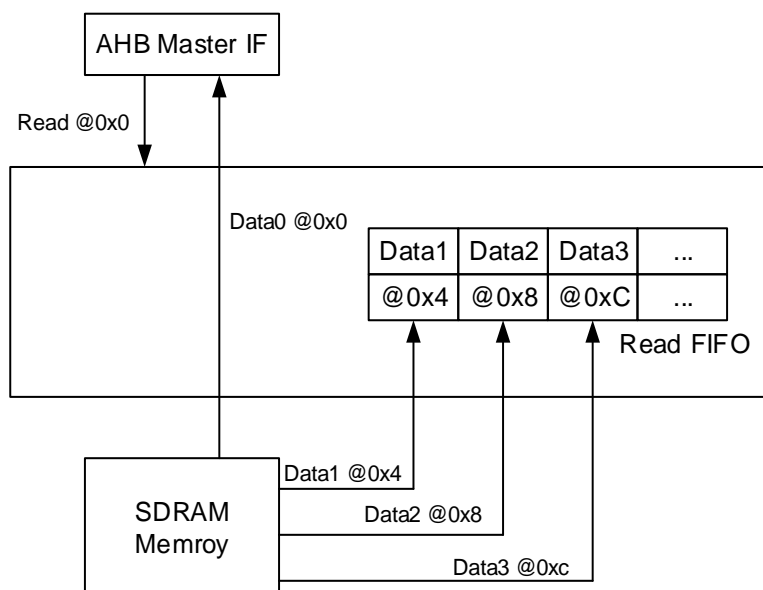 AHB Master IF
Read @0x0
Data0 @0x0
Data1 Data2 Data3 ...
@0x4 @0x8 @0xC ...
Read FIFO
Data1 @0x4
SDRAM
Data2 @0x8
Memroy
Data3 @0xc